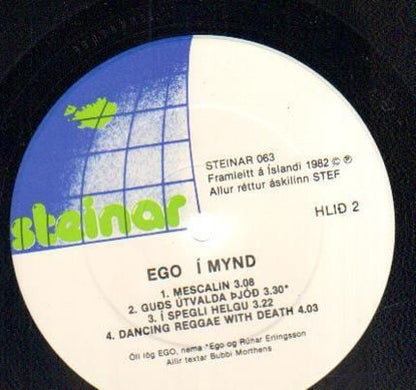 steinar
STEINAR 063
Framleitt á Íslandi 1982 © ℗
Allur réttur áskilinn STEF
HLIÐ 2
EGO Í MYND
1. MESCALIN 3.08
2. GUÐS ÚTVALDA ÞJÓÐ 3.30*
3. Í SPEGLI HELGU 3.22
4. DANCING REGGAE WITH DEATH 4.03
Öll lög EGO, nema *Ego og Rúnar Erlingsson
Allir textar Bubbi Morthens